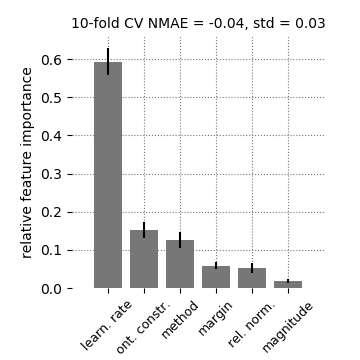 10-fold CV NMAE = -0.04, std = 0.03
relative feature importance
0.6
0.5
0.4
0.3
0.2
0.1
0.0
learn. rate
ont. constr.
method
margin
rel. norm.
magnitude